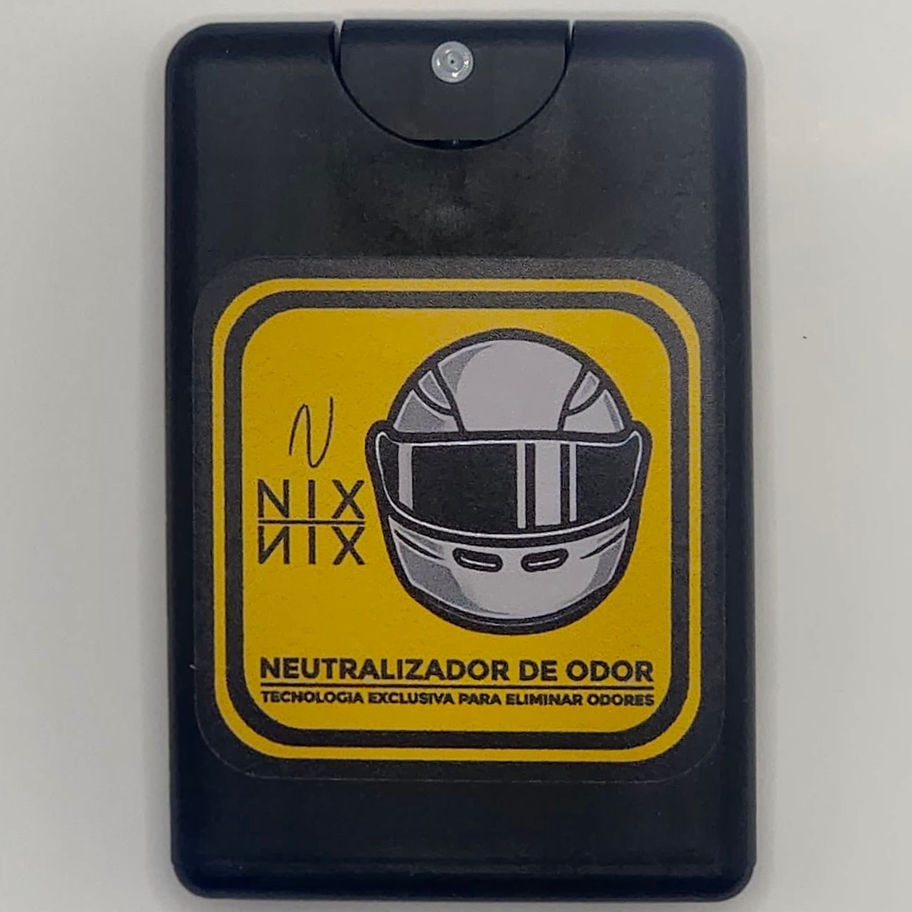 N
NIX
NIX
NEUTRALIZADOR DE ODOR
TECNOLOGIA EXCLUSIVA PARA ELIMINAR ODORES